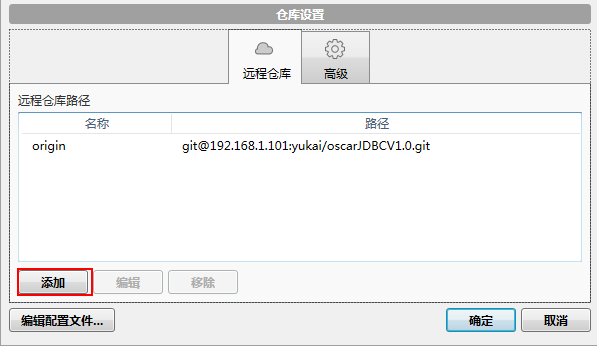 仓库设置
远程仓库 高级
远程仓库路径
名称 路径
origin git@192.168.1.101:yukai/oscarJDBCV1.0.git
添加 编辑 移除
编辑配置文件... 确定 取消